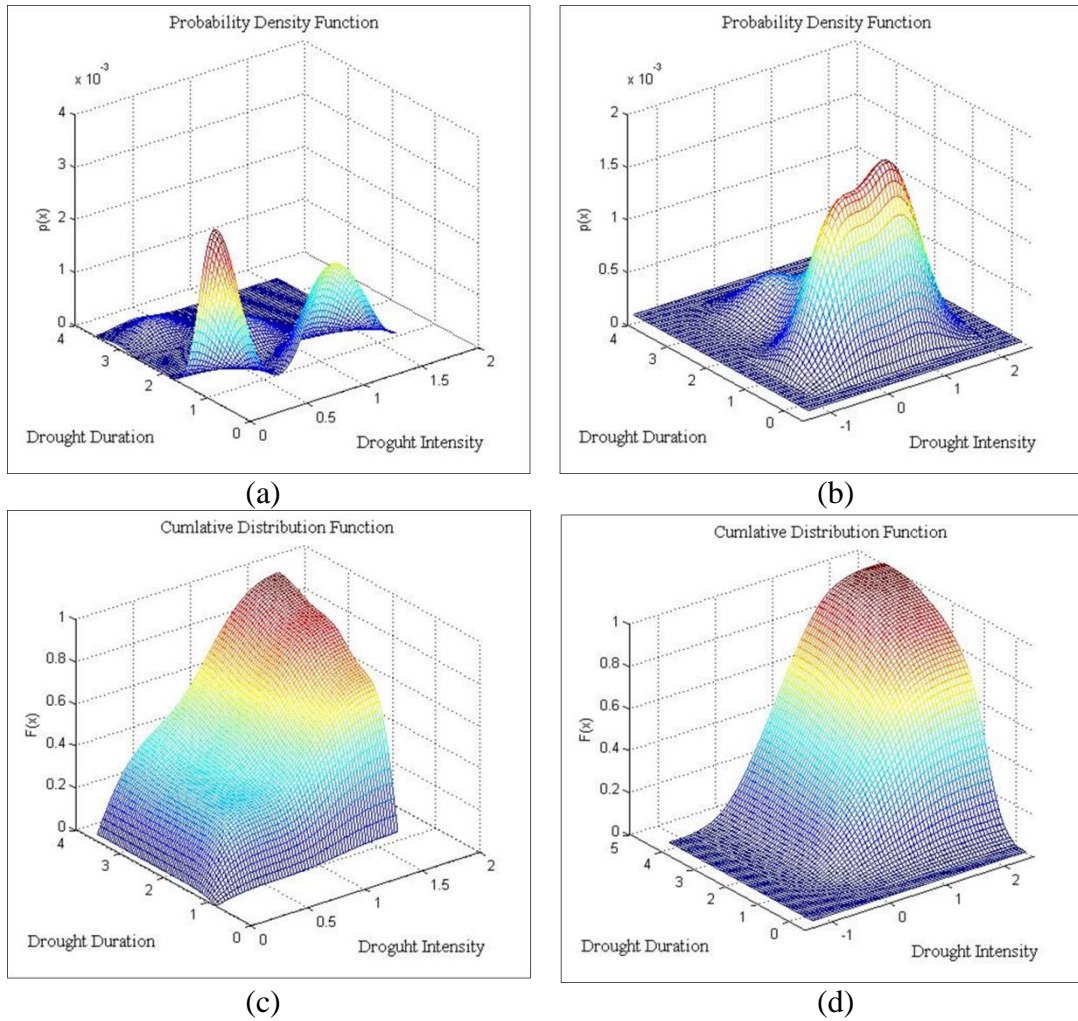 Probability Density Function
x 10^-3
4
3
2
1
0
p(x)
4
3
2
1
0
0
0.5
1
1.5
2
Drought Duration
Droguht Intensity
(a)
Probability Density Function
x 10^-3
2
1.5
1
0.5
0
p(x)
4
3
2
1
0
-1
0
1
2
Drought Duration
Drought Intensity
(b)
Cumlative Distribution Function
1
0.8
0.6
0.4
0.2
0
F(x)
4
3
2
1
0
0
0.5
1
1.5
2
Drought Duration
Droguht Intensity
(c)
Cumlative Distribution Function
1
0.8
0.6
0.4
0.2
0
F(x)
5
4
3
2
1
0
-1
0
1
2
Drought Duration
Drought Intensity
(d)